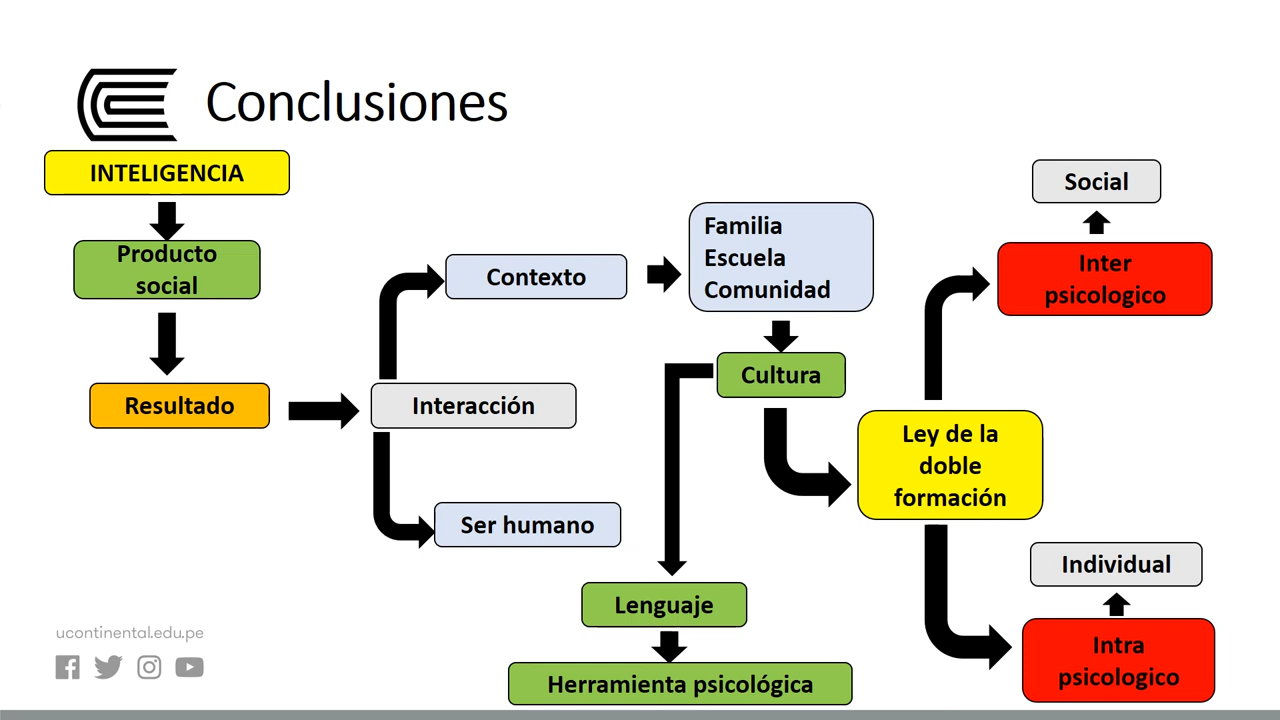 Conclusiones
INTELIGENCIA
Producto
social
Resultado
Interacción
Contexto
Ser humano
Familia
Escuela
Comunidad
Cultura
Lenguaje
Herramienta psicológica
Ley de la
doble
formación
Social
Inter
psicologico
Individual
Intra
psicologico
ucontinental.edu.pe